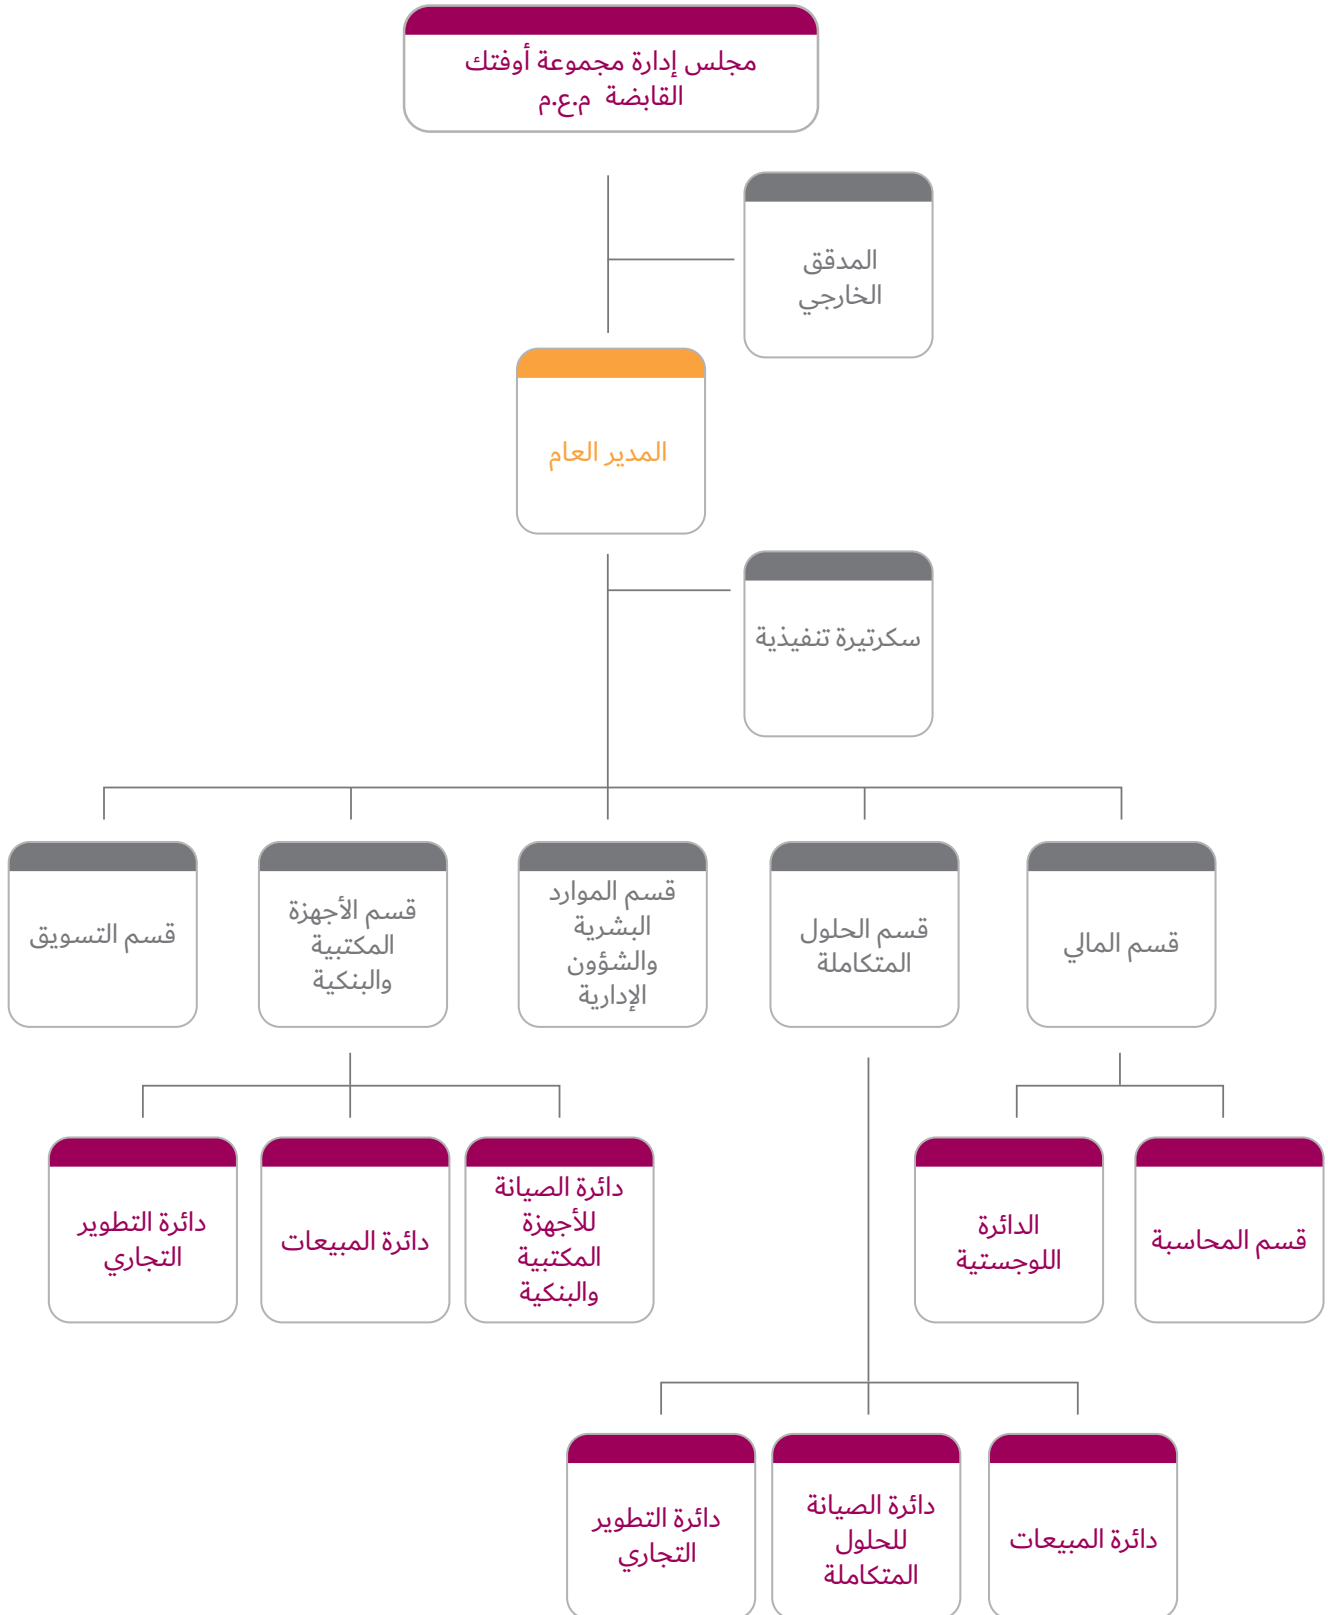 مجلس إدارة مجموعة أوفتك
القابضة م.ع.م
المدقق
الخارجي
المدير العام
سكرتيرة تنفيذية
قسم المالي
قسم الحلول
المتكاملة
قسم الموارد
البشرية
والشؤون
الإدارية
قسم الأجهزة
المكتبية
والبنكية
قسم التسويق
قسم المحاسبة
الدائرة
اللوجستية
دائرة الصيانة
للأجهزة
المكتبية
والبنكية
دائرة المبيعات
دائرة التطوير
التجاري
دائرة المبيعات
دائرة الصيانة
للحلول
المتكاملة
دائرة التطوير
التجاري